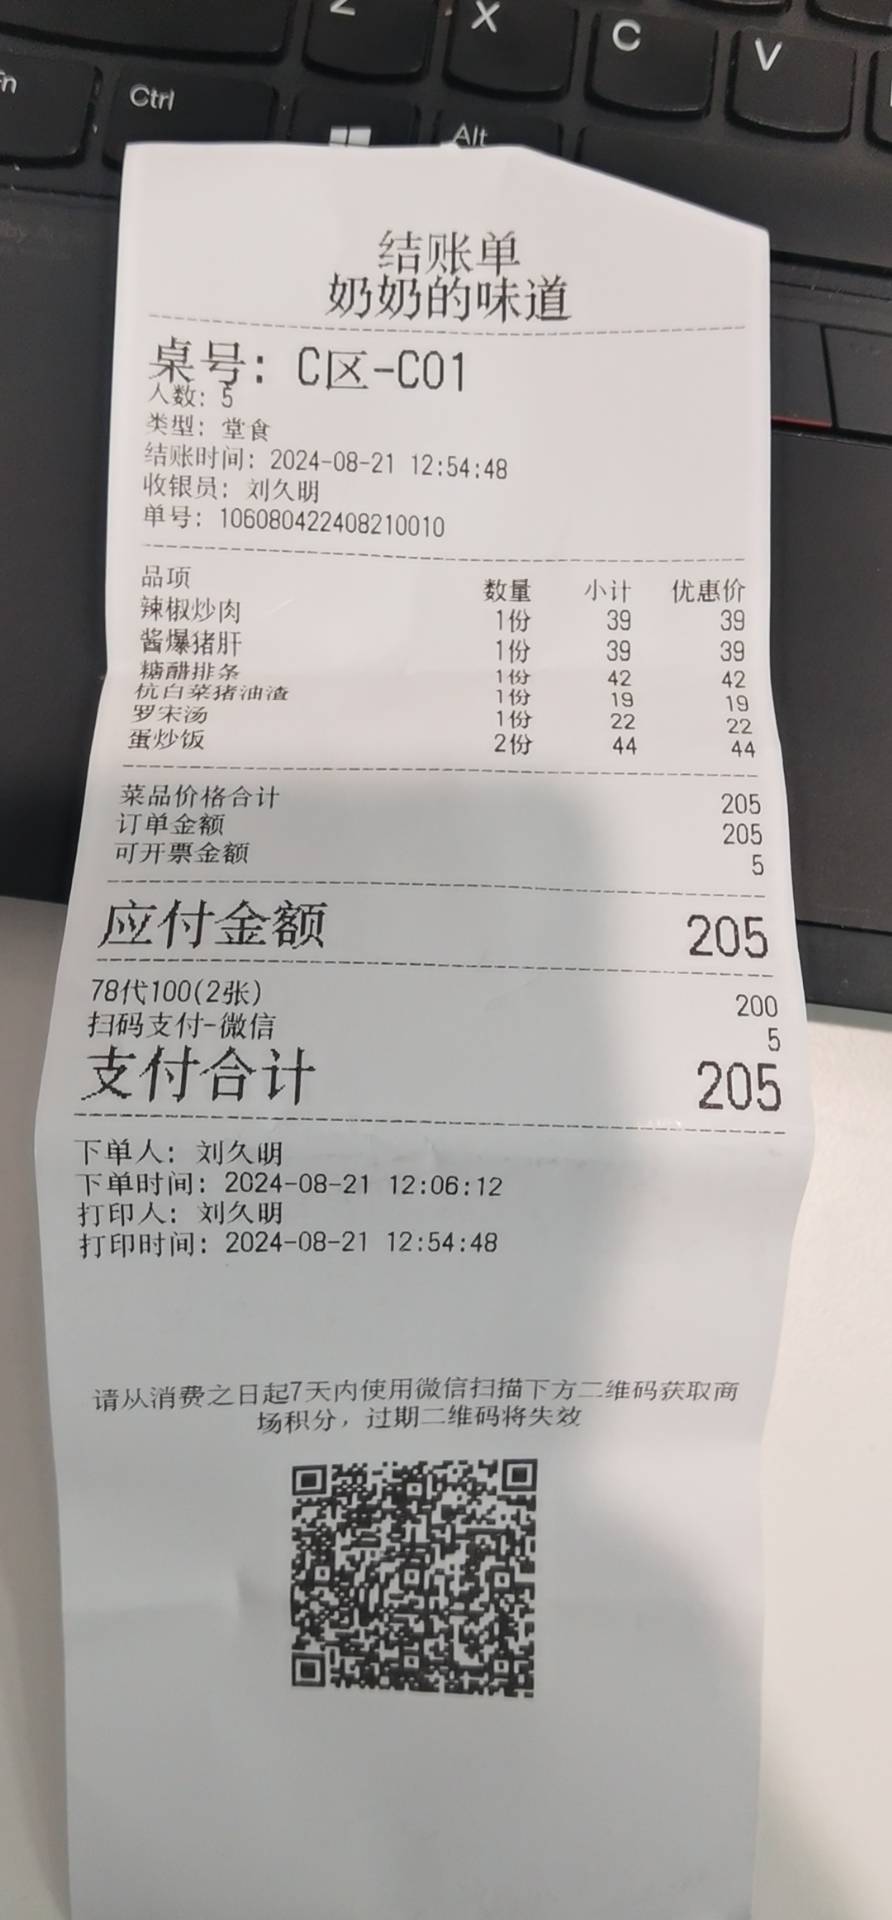 Z X C V
Fn Ctrl Alt
结账单
奶奶的味道
桌号: C区-C01
人数: 5
类型: 堂食
结账时间: 2024-08-21 12:54:48
收银员: 刘久明
单号: 106080422408210010
品项 数量 小计 优惠价
辣椒炒肉 1份 39 39
酱爆猪肝 1份 39 39
糖醋排条 1份 42 42
杭白菜猪油渣 1份 19 19
罗宋汤 1份 22 22
蛋炒饭 2份 44 44
菜品价格合计 205
订单金额 205
可开票金额 5
应付金额 205
78代100(2张) 200
扫码支付-微信 5
支付合计 205
下单人: 刘久明
下单时间: 2024-08-21 12:06:12
打印人: 刘久明
打印时间: 2024-08-21 12:54:48
请从消费之日起7天内使用微信扫描下方二维码获取商
场积分，过期二维码将失效